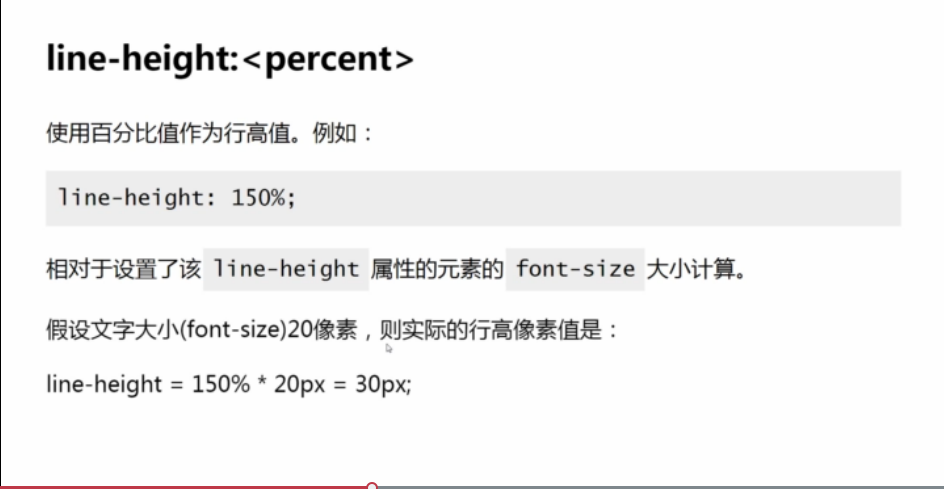 line-height:<percent>
使用百分比值作为行高值。例如：
line-height: 150%;
相对于设置了该 line-height 属性的元素的 font-size 大小计算。
假设文字大小(font-size)20像素，则实际的行高像素值是：
line-height = 150% * 20px = 30px;